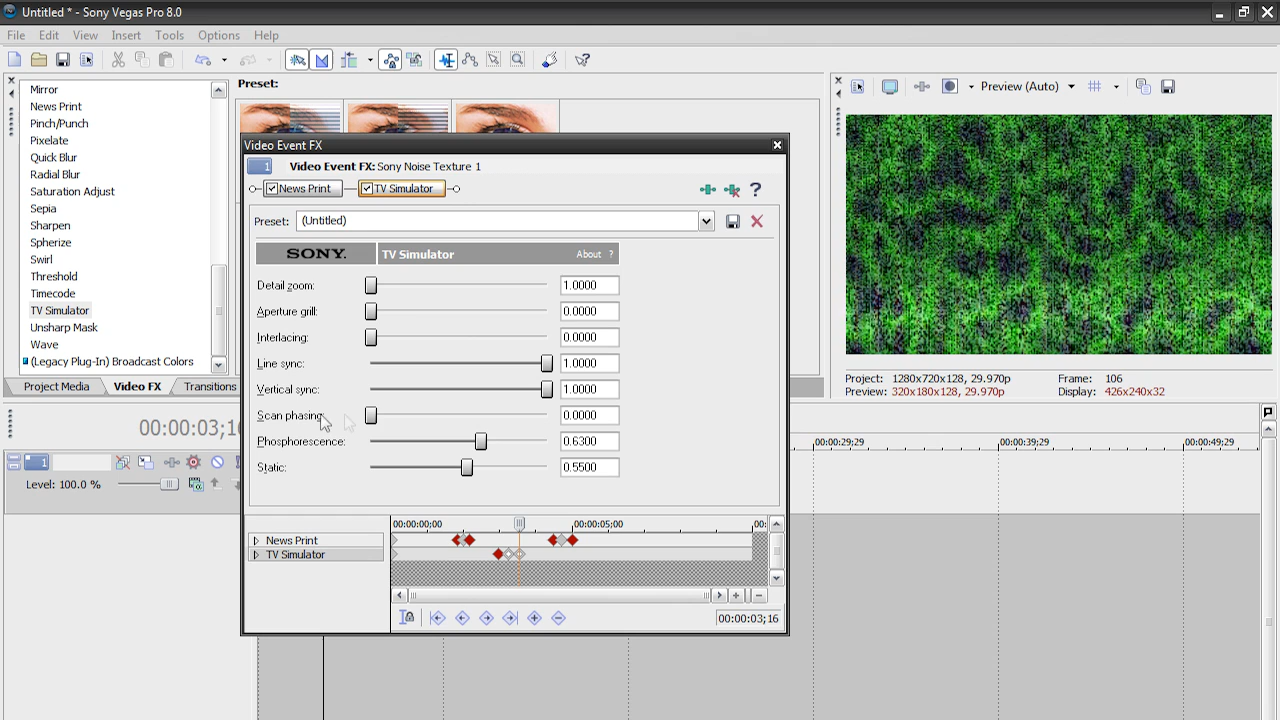 Untitled * - Sony Vegas Pro 8.0
File Edit View Insert Tools Options Help
Mirror
News Print
Pinch/Punch
Pixelate
Quick Blur
Radial Blur
Saturation Adjust
Sepia
Sharpen
Spherize
Swirl
Threshold
Timecode
TV Simulator
Unsharp Mask
Wave
(Legacy Plug-In) Broadcast Colors
Project Media Video FX Transitions
Preset:
Video Event FX
1 Video Event FX: Sony Noise Texture 1
News Print TV Simulator
Preset: (Untitled)
SONY. TV Simulator About ?
Detail zoom: 1.0000
Aperture grill: 0.0000
Interlacing: 0.0000
Line sync: 1.0000
Vertical sync: 1.0000
Scan phasing: 0.0000
Phosphorescence: 0.6300
Static: 0.5500
00:00:00;00 00:00:05;00 00:
News Print
TV Simulator
00:00:03;16
Preview (Auto)
Project: 1280x720x128, 29.970p Frame: 106
Preview: 320x180x128, 29.970p Display: 426x240x32
00:00:03;16
00:00:29;29 00:00:39;29 00:00:49;29
1
Level: 100.0 %